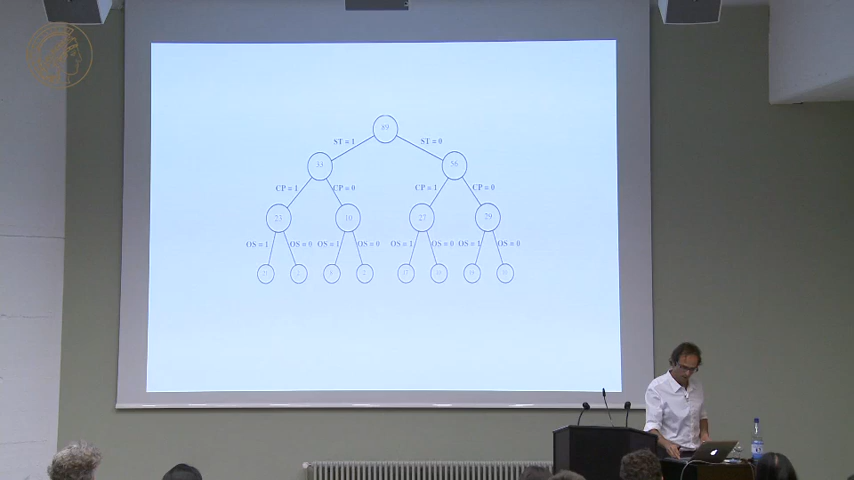 89
ST = 1 ST = 0
33 56
CP = 1 CP = 0 CP = 1 CP = 0
23 10 27 29
OS = 1 OS = 0 OS = 1 OS = 0 OS = 1 OS = 0 OS = 1 OS = 0